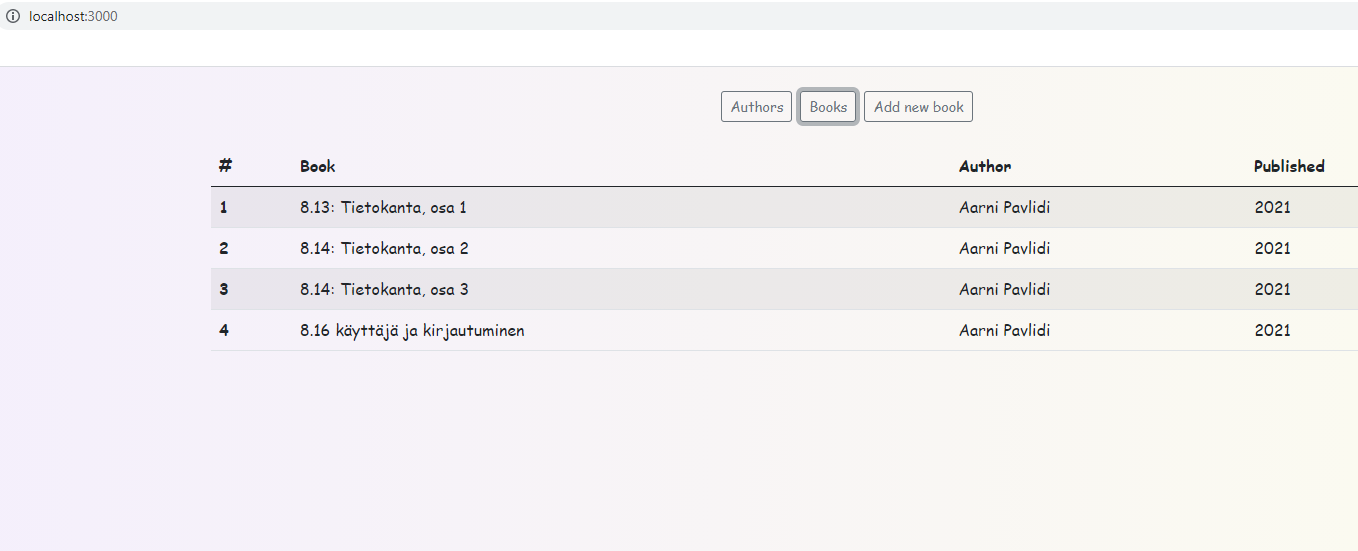 localhost:3000
Authors Books Add new book
# Book Author Published
1 8.13: Tietokanta, osa 1 Aarni Pavlidi 2021
2 8.14: Tietokanta, osa 2 Aarni Pavlidi 2021
3 8.14: Tietokanta, osa 3 Aarni Pavlidi 2021
4 8.16 käyttäjä ja kirjautuminen Aarni Pavlidi 2021